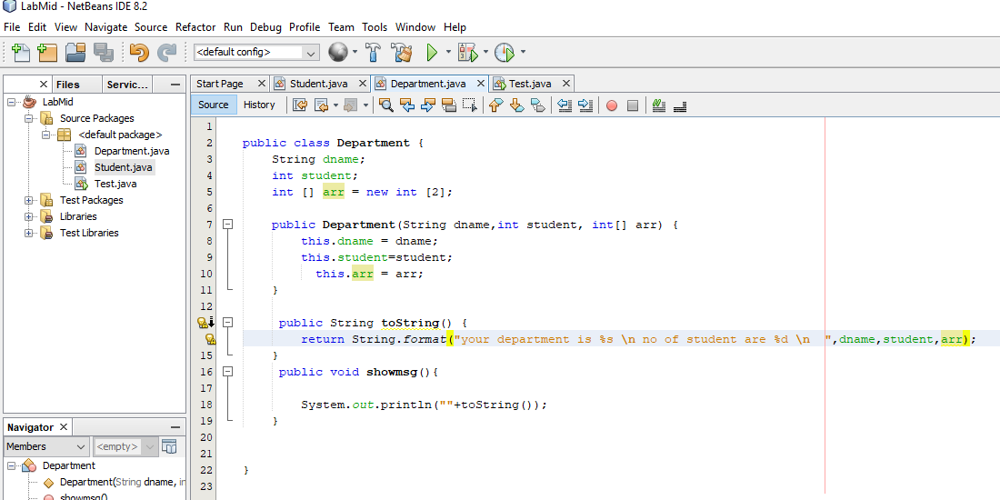 LabMid - NetBeans IDE 8.2
File Edit View Navigate Source Refactor Run Debug Profile Team Tools Window Help
<default config>
Files Servic...
Start Page Student.java Department.java Test.java
Source History
LabMid
Source Packages
<default package>
Department.java
Student.java
Test.java
Test Packages
Libraries
Test Libraries
1
2 public class Department {
3 String dname;
4 int student;
5 int [] arr = new int [2];
6
7 public Department(String dname,int student, int[] arr) {
8 this.dname = dname;
9 this.student=student;
10 this.arr = arr;
11 }
12
public String toString() {
return String.format("your department is %s \n no of student are %d \n  ",dname,student,arr);
15 }
16 public void showmsg(){
17
18 System.out.println(""+toString());
19 }
20
21
22 }
23
Navigator
Members <empty>
Department
Department(String dname, in
showmsg()